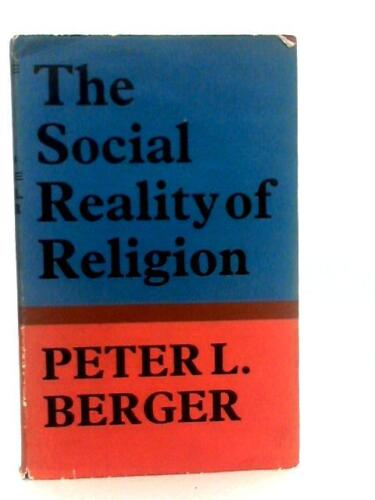 The
Social
Reality of
Religion
PETER L.
BERGER